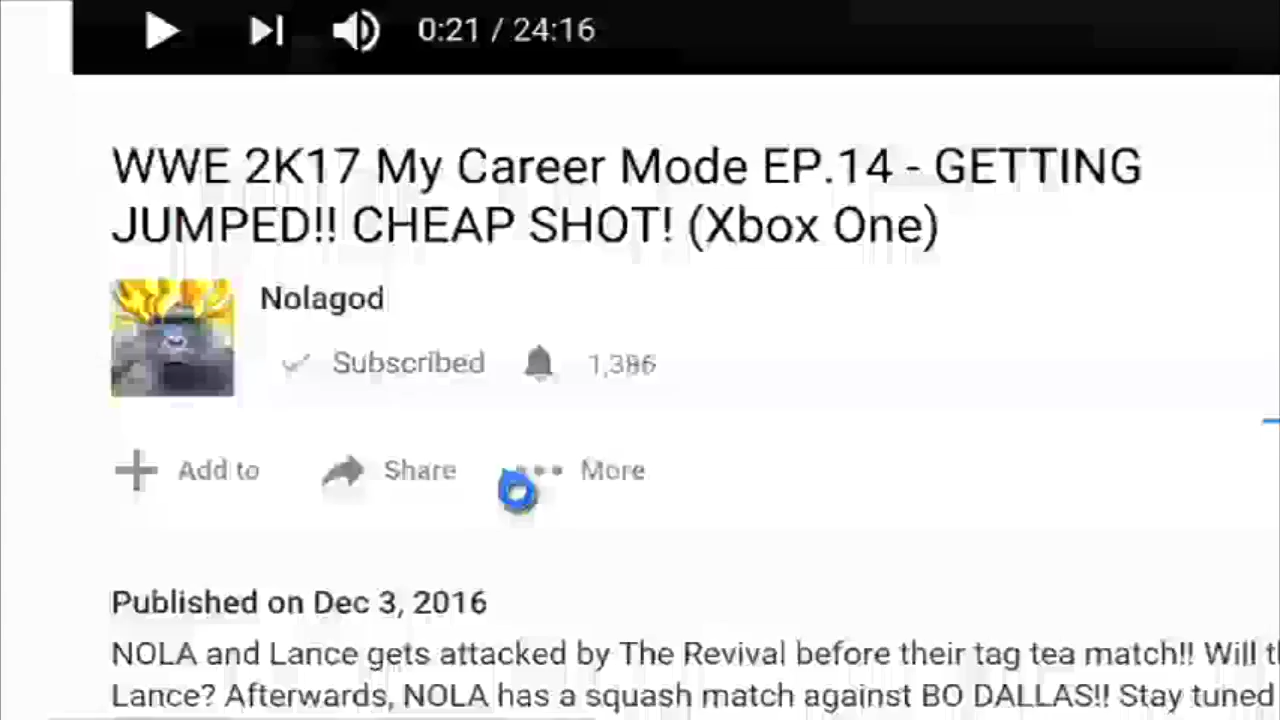 0:21 / 24:16
WWE 2K17 My Career Mode EP.14 - GETTING
JUMPED!! CHEAP SHOT! (Xbox One)
Nolagod
Subscribed 1,386
Add to Share More
Published on Dec 3, 2016
NOLA and Lance gets attacked by The Revival before their tag tea match!! Will
Lance? Afterwards, NOLA has a squash match against BO DALLAS!! Stay tuned